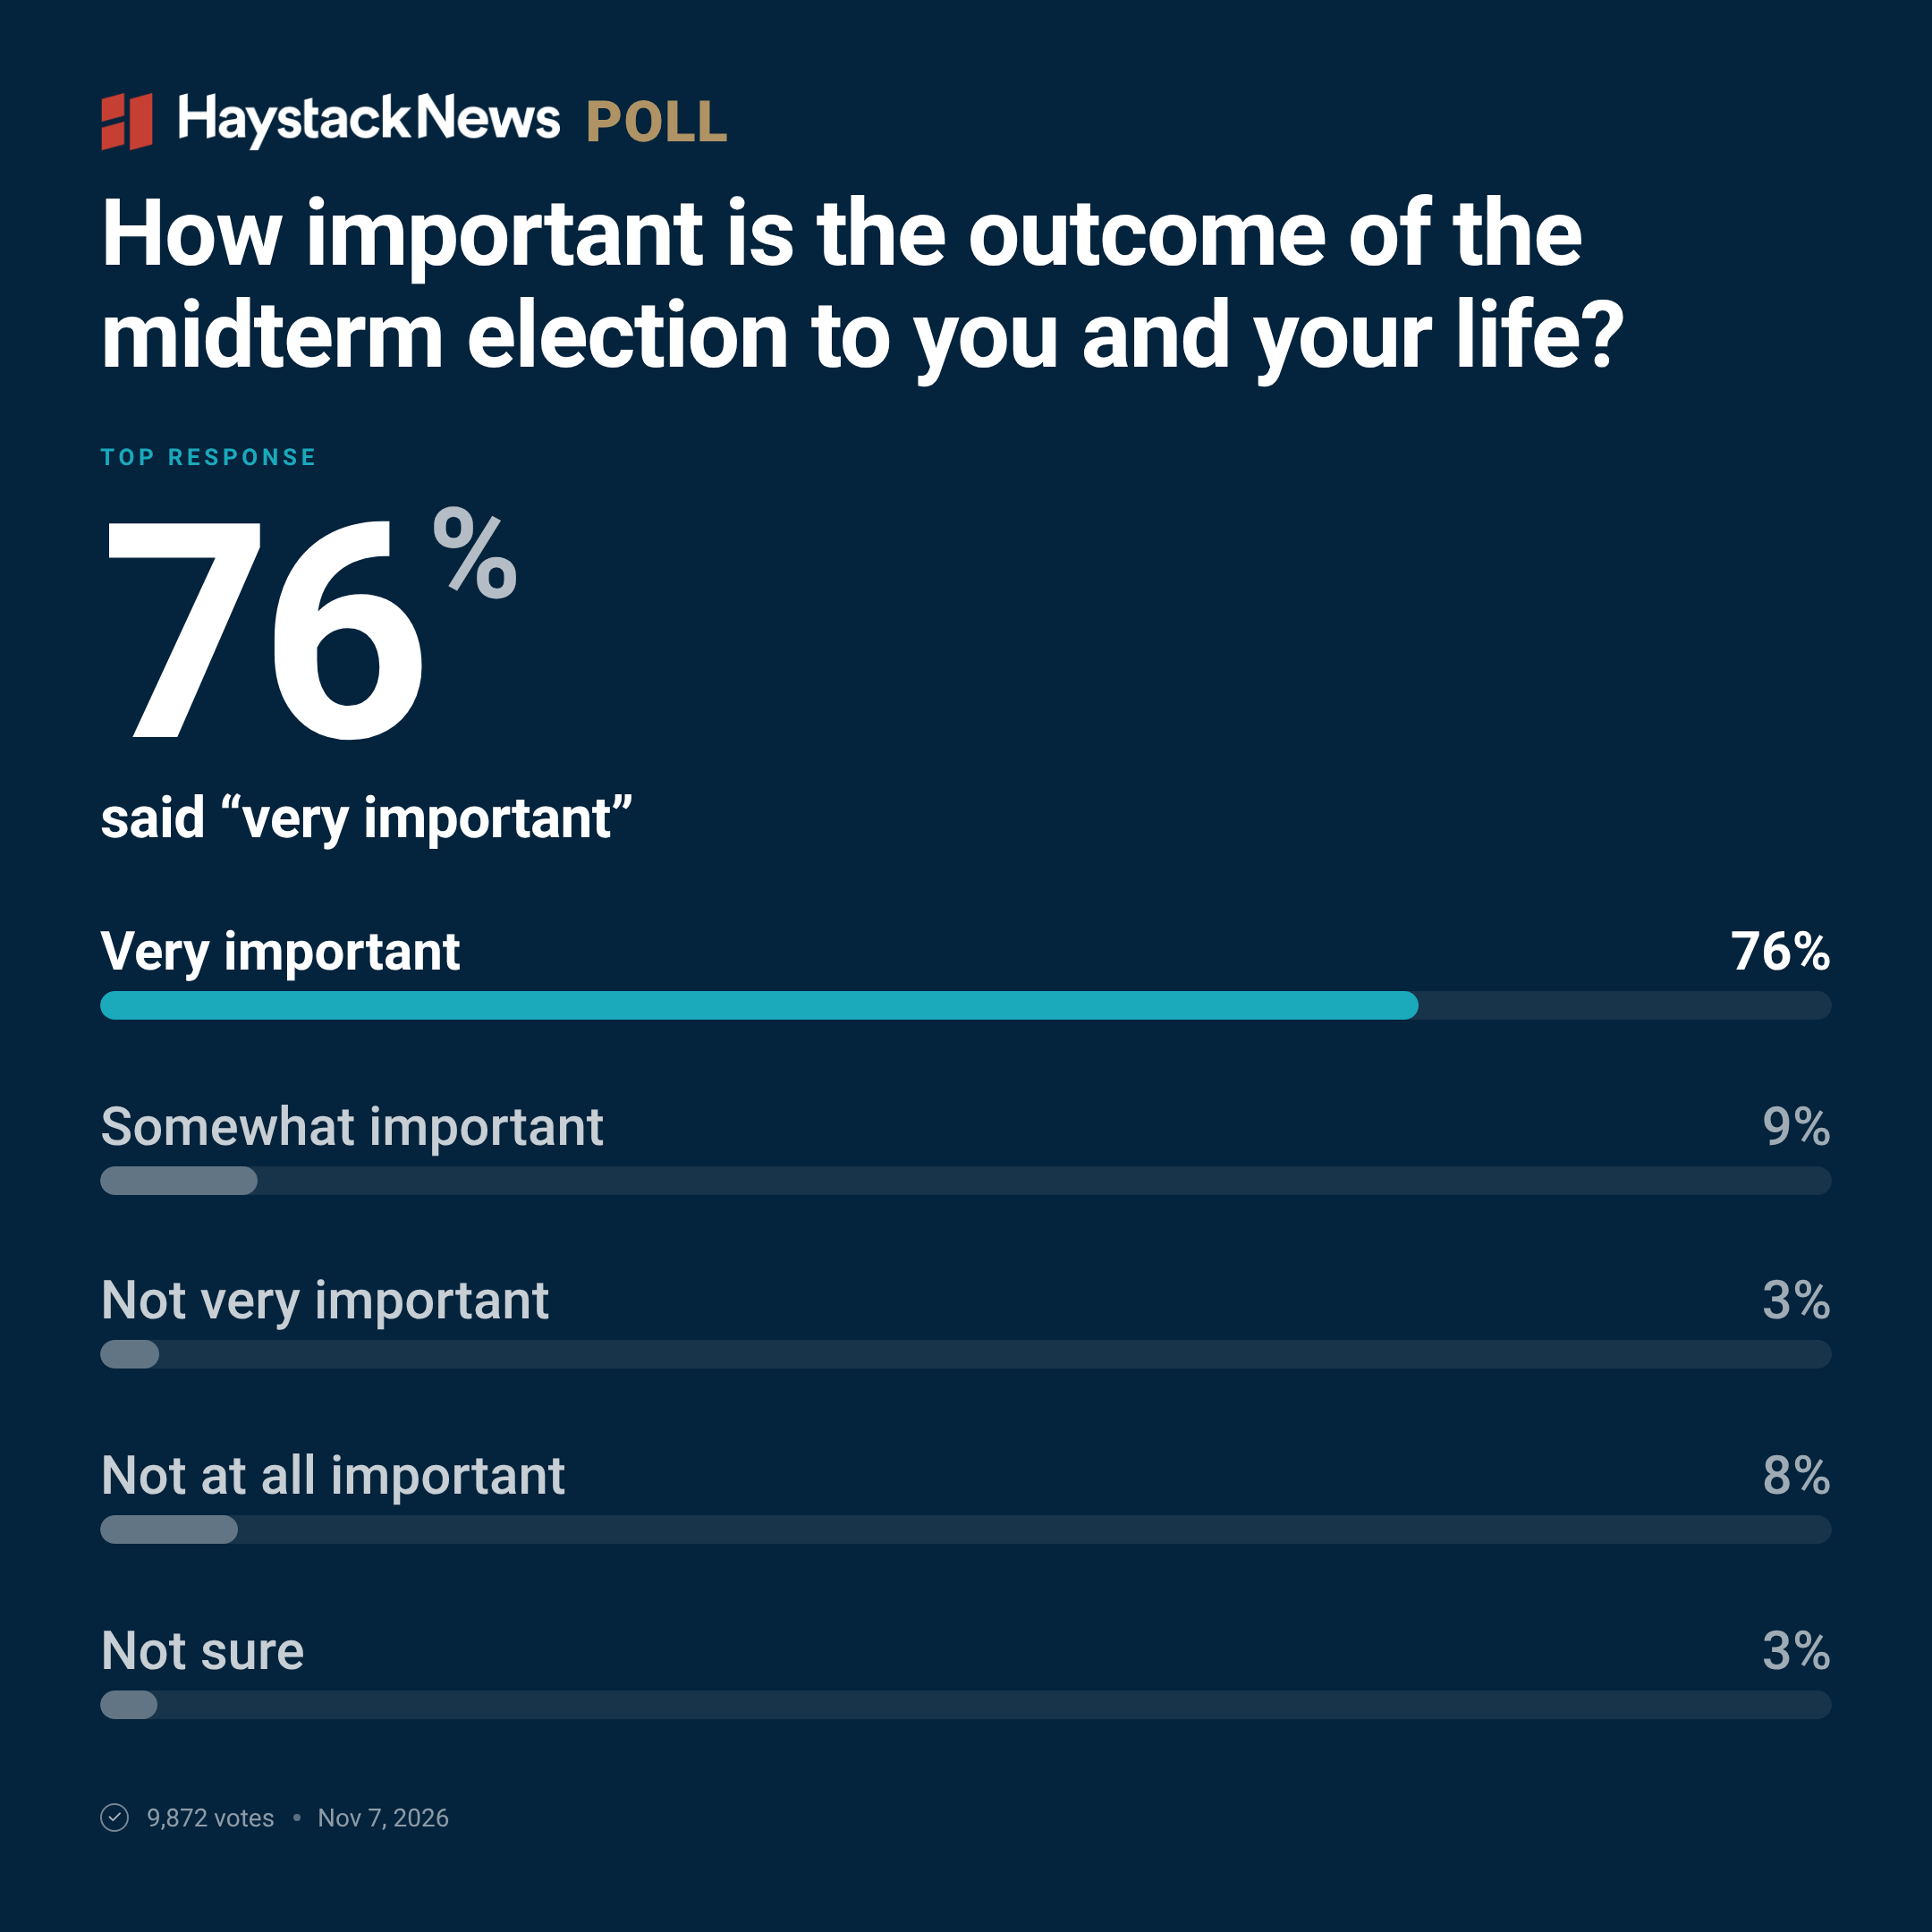 HaystackNews POLL
How important is the outcome of the
midterm election to you and your life?
TOP RESPONSE
76%
said “very important”
Very important 76%
Somewhat important 9%
Not very important 3%
Not at all important 8%
Not sure 3%
9,872 votes • Nov 7, 2026